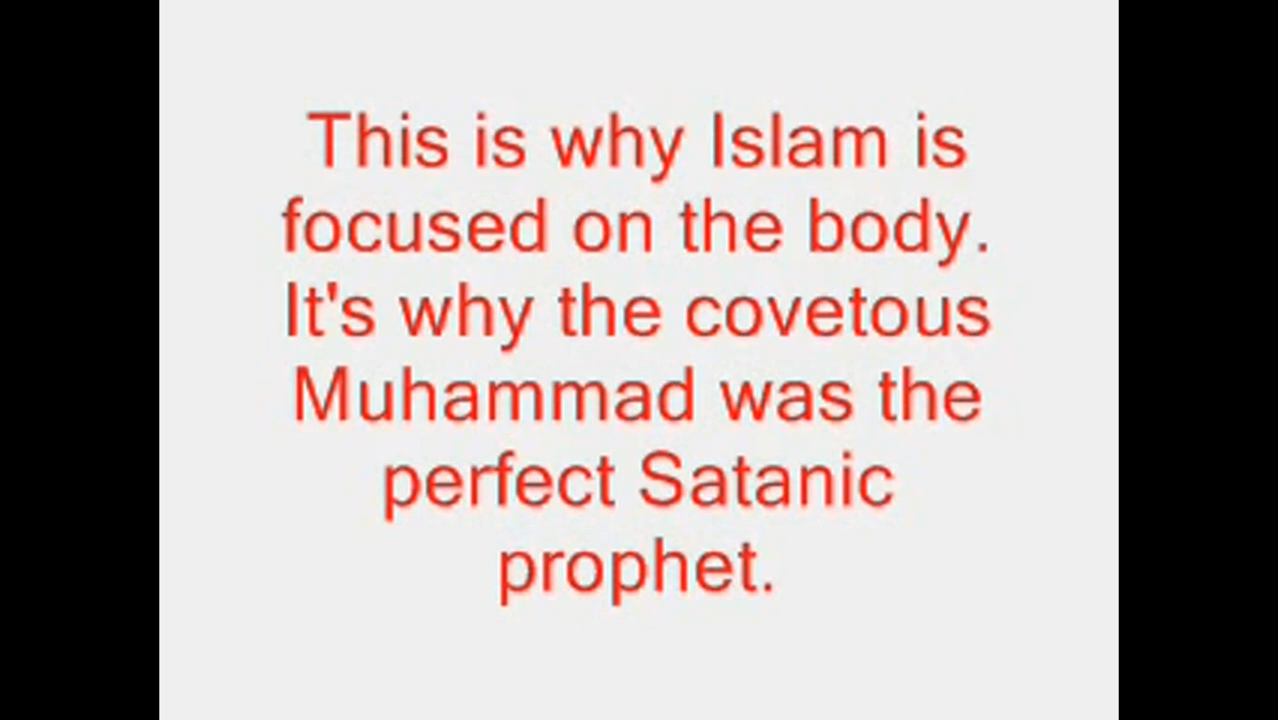 This is why Islam is
focused on the body.
It's why the covetous
Muhammad was the
perfect Satanic
prophet.